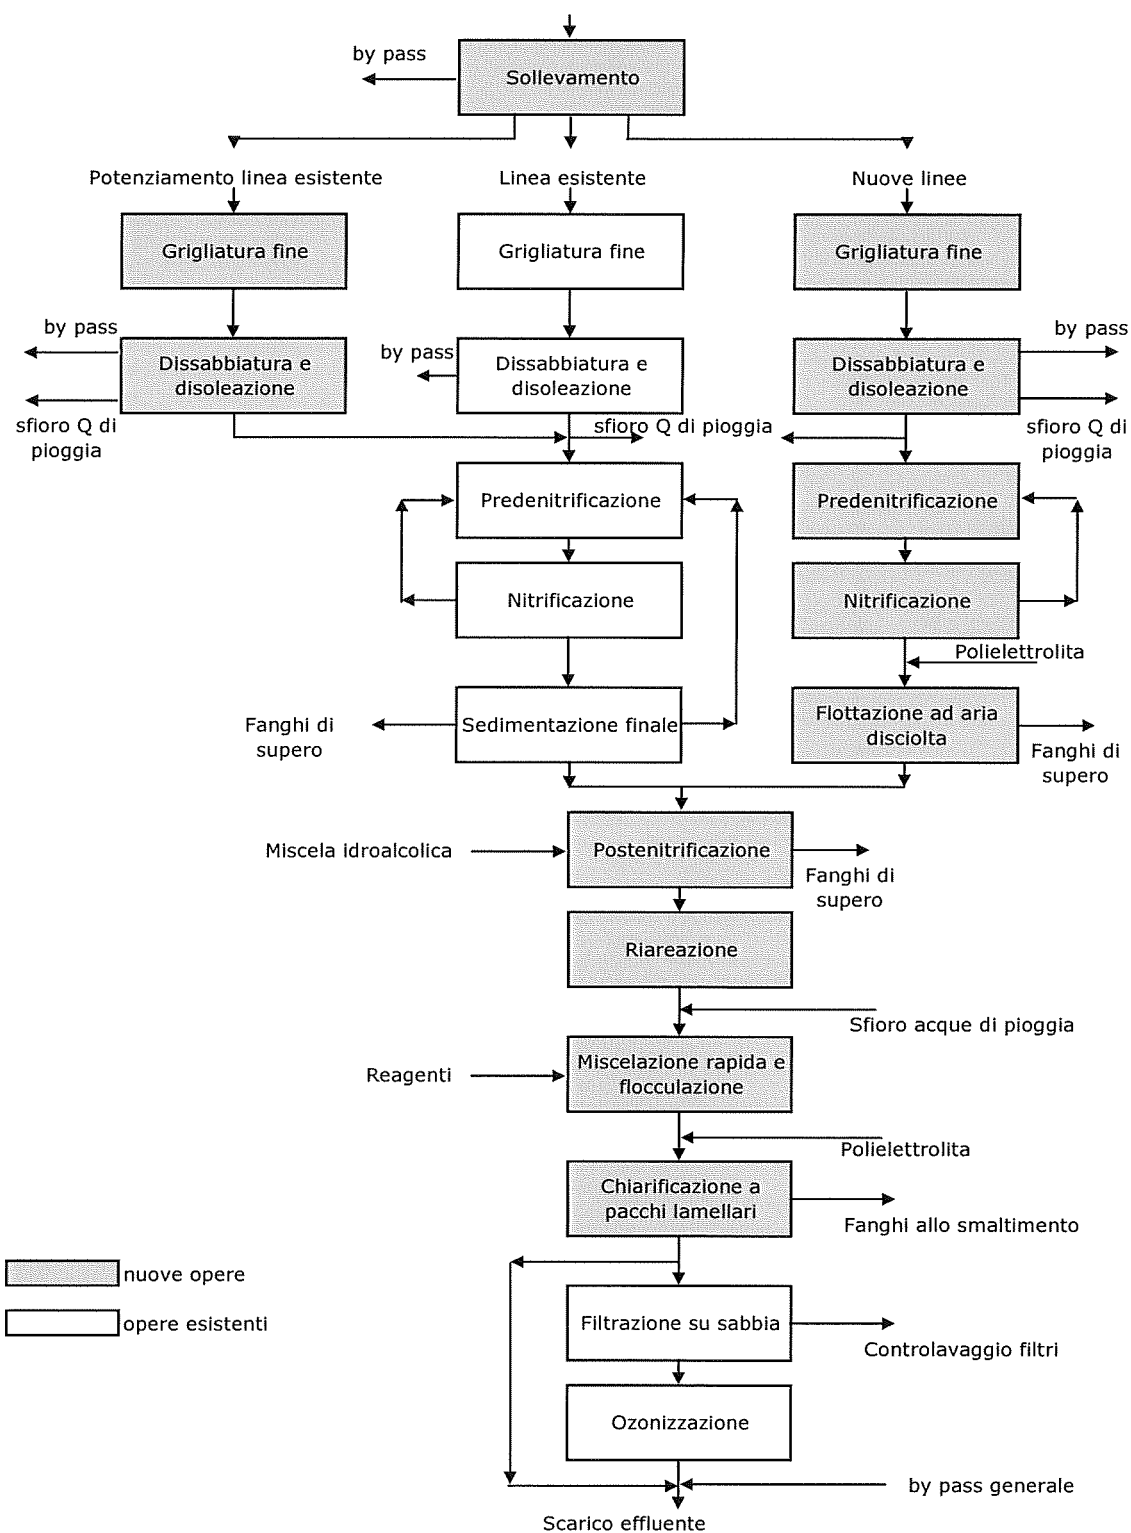 by pass
Sollevamento
Potenziamento linea esistente
Linea esistente
Nuove linee
Grigliatura fine
Grigliatura fine
Grigliatura fine
by pass
Dissabbiatura e
disoleazione
sfioro Q di
pioggia
by pass
Dissabbiatura e
disoleazione
sfioro Q di pioggia
by pass
Dissabbiatura e
disoleazione
sfioro Q di
pioggia
Predenitrificazione
Predenitrificazione
Nitrificazione
Nitrificazione
Polielettrolita
Fanghi di
supero
Sedimentazione finale
Flottazione ad aria
disciolta
Fanghi di
supero
Miscela idroalcolica
Postenitrificazione
Fanghi di
supero
Riareazione
Sfioro acque di pioggia
Reagenti
Miscelazione rapida e
flocculazione
Polielettrolita
Chiarificazione a
pacchi lamellari
Fanghi allo smaltimento
nuove opere
opere esistenti
Filtrazione su sabbia
Controlavaggio filtri
Ozonizzazione
by pass generale
Scarico effluente